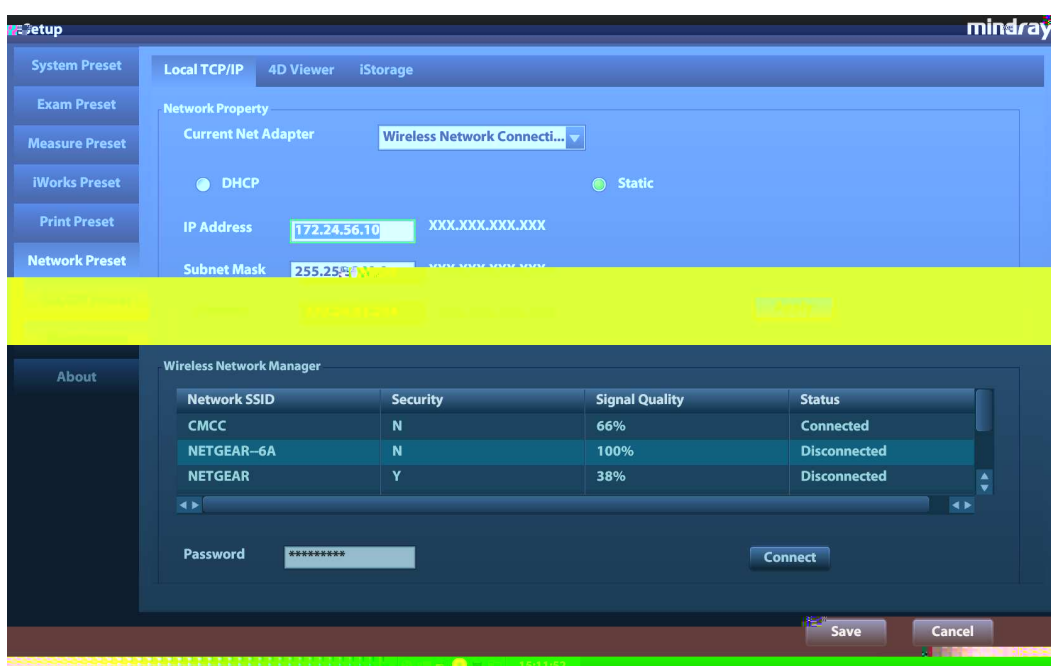 Setup
mindray
System Preset
Exam Preset
Measure Preset
iWorks Preset
Print Preset
Network Preset
About
Local TCP/IP 4D Viewer iStorage
Network Property
Current Net Adapter Wireless Network Connecti...
DHCP Static
IP Address 172.24.56.10 XXX.XXX.XXX.XXX
Subnet Mask
Wireless Network Manager
Network SSID Security Signal Quality Status
CMCC N 66% Connected
NETGEAR–6A N 100% Disconnected
NETGEAR Y 38% Disconnected
Password *********
Connect
Save Cancel
15:11:52